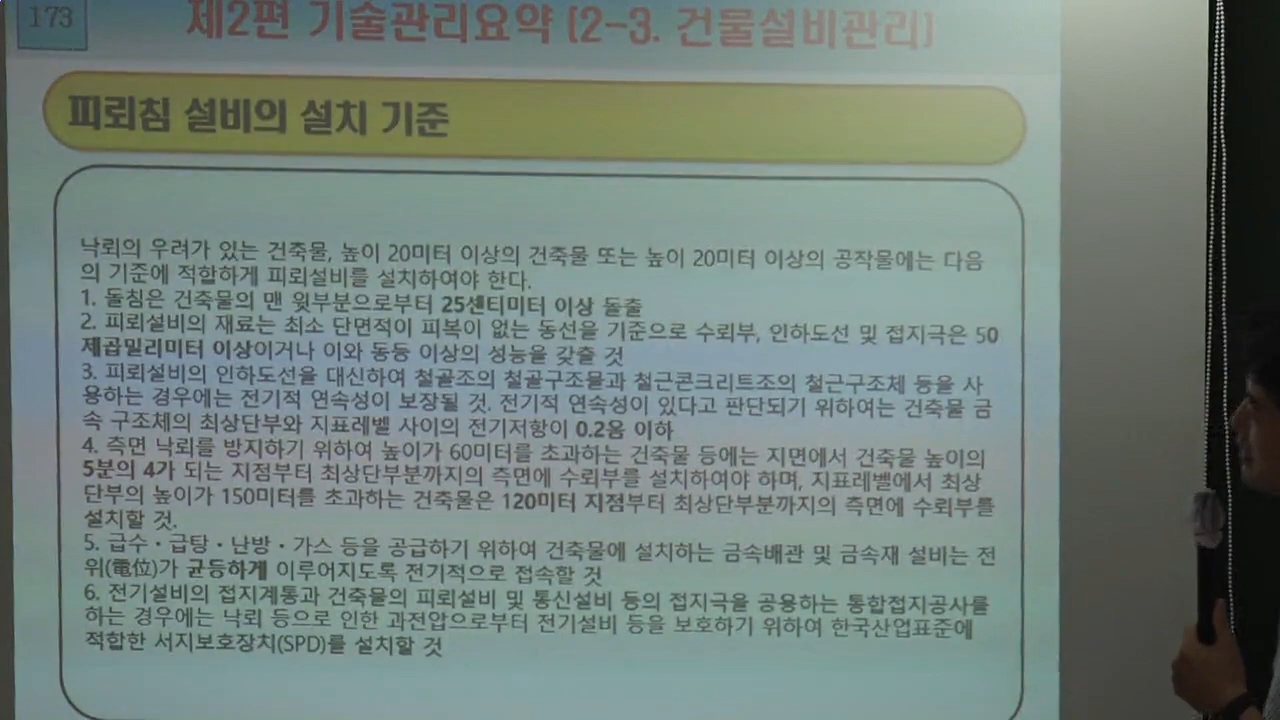 173
제2편 기술관리요약 (2-3. 건물설비관리)
피뢰침 설비의 설치 기준
낙뢰의 우려가 있는 건축물, 높이 20미터 이상의 건축물 또는 높이 20미터 이상의 공작물에는 다음
의 기준에 적합하게 피뢰설비를 설치하여야 한다.
1. 돌침은 건축물의 맨 윗부분으로부터 25센티미터 이상 돌출
2. 피뢰설비의 재료는 최소 단면적이 피복이 없는 동선을 기준으로 수뢰부, 인하도선 및 접지극은 50
제곱밀리미터 이상이거나 이와 동등 이상의 성능을 갖출 것
3. 피뢰설비의 인하도선을 대신하여 철골조의 철골구조물과 철근콘크리트조의 철근구조체 등을 사
용하는 경우에는 전기적 연속성이 보장될 것. 전기적 연속성이 있다고 판단되기 위하여는 건축물 금
속 구조체의 최상단부와 지표레벨 사이의 전기저항이 0.2옴 이하
4. 측면 낙뢰를 방지하기 위하여 높이가 60미터를 초과하는 건축물 등에는 지면에서 건축물 높이의
5분의 4가 되는 지점부터 최상단부분까지의 측면에 수뢰부를 설치하여야 하며, 지표레벨에서 최상
단부의 높이가 150미터를 초과하는 건축물은 120미터 지점부터 최상단부분까지의 측면에 수뢰부를
설치할 것.
5. 급수·급탕·난방·가스 등을 공급하기 위하여 건축물에 설치하는 금속배관 및 금속재 설비는 전
위(電位)가 균등하게 이루어지도록 전기적으로 접속할 것
6. 전기설비의 접지계통과 건축물의 피뢰설비 및 통신설비 등의 접지극을 공용하는 통합접지공사를
하는 경우에는 낙뢰 등으로 인한 과전압으로부터 전기설비 등을 보호하기 위하여 한국산업표준에
적합한 서지보호장치(SPD)를 설치할 것